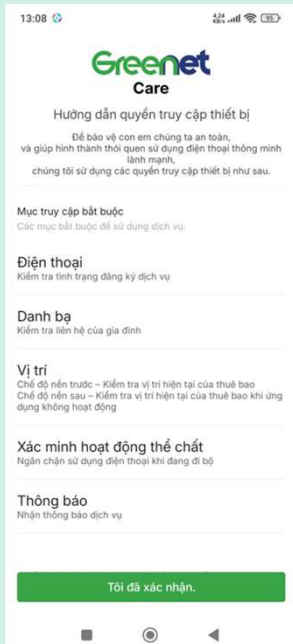 13:08
4,24 KB/s
95
Greenet
Care
Hướng dẫn quyền truy cập thiết bị
Để bảo vệ con em chúng ta an toàn,
và giúp hình thành thói quen sử dụng điện thoại thông minh
lành mạnh,
chúng tôi sử dụng các quyền truy cập thiết bị như sau.
Mục truy cập bắt buộc
Các mục bắt buộc để sử dụng dịch vụ.
Điện thoại
Kiểm tra tình trạng đăng ký dịch vụ
Danh bạ
Kiểm tra liên hệ của gia đình
Vị trí
Chế độ nền trước – Kiểm tra vị trí hiện tại của thuê bao
Chế độ nền sau – Kiểm tra vị trí hiện tại của thuê bao khi ứng
dụng không hoạt động
Xác minh hoạt động thể chất
Ngăn chặn sử dụng điện thoại khi đang đi bộ
Thông báo
Nhận thông báo dịch vụ
Tôi đã xác nhận.